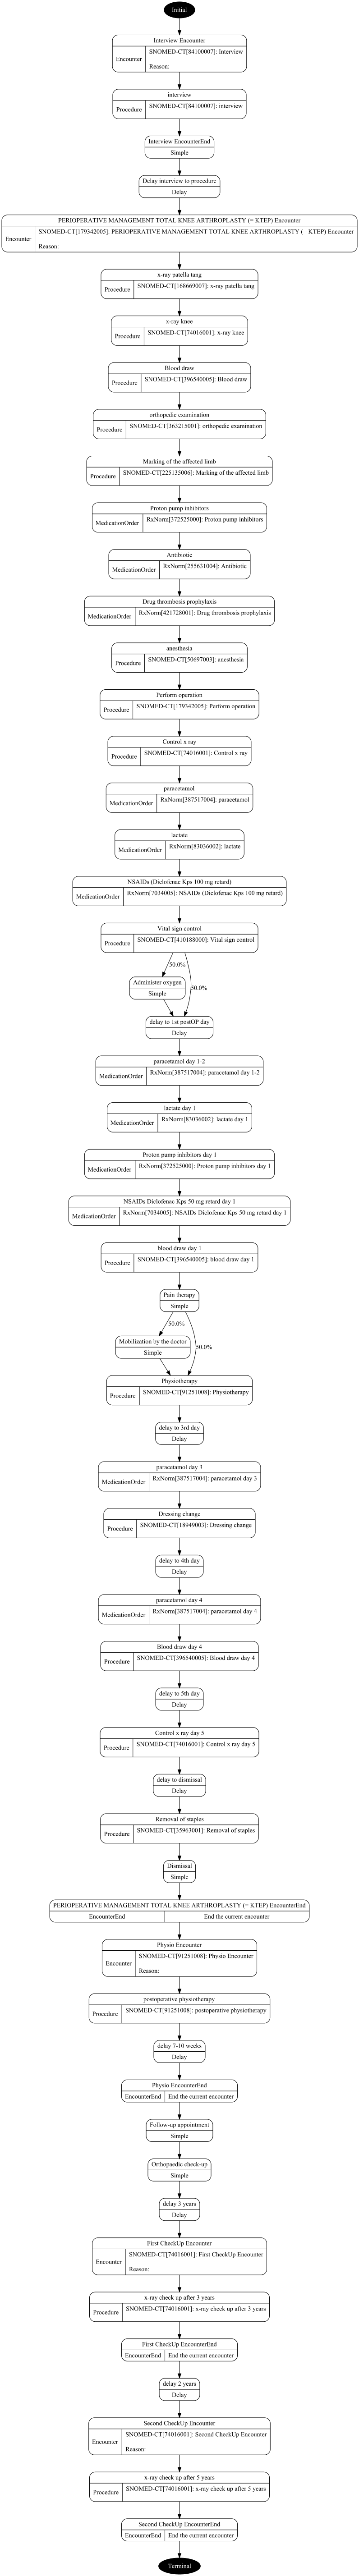 Initial
Interview Encounter
Encounter
SNOMED-CT[84100007]: Interview
Reason:
interview
Procedure
SNOMED-CT[84100007]: interview
Interview EncounterEnd
Simple
Delay interview to procedure
Delay
PERIOPERATIVE MANAGEMENT TOTAL KNEE ARTHROPLASTY (= KTEP) Encounter
Encounter
SNOMED-CT[179342005]: PERIOPERATIVE MANAGEMENT TOTAL KNEE ARTHROPLASTY (= KTEP) Encounter
Reason:
x-ray patella tang
Procedure
SNOMED-CT[168669007]: x-ray patella tang
x-ray knee
Procedure
SNOMED-CT[74016001]: x-ray knee
Blood draw
Procedure
SNOMED-CT[396540005]: Blood draw
orthopedic examination
Procedure
SNOMED-CT[363215001]: orthopedic examination
Marking of the affected limb
Procedure
SNOMED-CT[225135006]: Marking of the affected limb
Proton pump inhibitors
MedicationOrder
RxNorm[372525000]: Proton pump inhibitors
Antibiotic
MedicationOrder
RxNorm[255631004]: Antibiotic
Drug thrombosis prophylaxis
MedicationOrder
RxNorm[421728001]: Drug thrombosis prophylaxis
anesthesia
Procedure
SNOMED-CT[50697003]: anesthesia
Perform operation
Procedure
SNOMED-CT[179342005]: Perform operation
Control x ray
Procedure
SNOMED-CT[74016001]: Control x ray
paracetamol
MedicationOrder
RxNorm[387517004]: paracetamol
lactate
MedicationOrder
RxNorm[83036002]: lactate
NSAIDs (Diclofenac Kps 100 mg retard)
MedicationOrder
RxNorm[7034005]: NSAIDs (Diclofenac Kps 100 mg retard)
Vital sign control
Procedure
SNOMED-CT[410188000]: Vital sign control
50.0%
Administer oxygen
Simple
50.0%
delay to 1st postOP day
Delay
paracetamol day 1-2
MedicationOrder
RxNorm[387517004]: paracetamol day 1-2
lactate day 1
MedicationOrder
RxNorm[83036002]: lactate day 1
Proton pump inhibitors day 1
MedicationOrder
RxNorm[372525000]: Proton pump inhibitors day 1
NSAIDs Diclofenac Kps 50 mg retard day 1
MedicationOrder
RxNorm[7034005]: NSAIDs Diclofenac Kps 50 mg retard day 1
blood draw day 1
Procedure
SNOMED-CT[396540005]: blood draw day 1
Pain therapy
Simple
50.0%
Mobilization by the doctor
Simple
50.0%
Physiotherapy
Procedure
SNOMED-CT[91251008]: Physiotherapy
delay to 3rd day
Delay
paracetamol day 3
MedicationOrder
RxNorm[387517004]: paracetamol day 3
Dressing change
Procedure
SNOMED-CT[18949003]: Dressing change
delay to 4th day
Delay
paracetamol day 4
MedicationOrder
RxNorm[387517004]: paracetamol day 4
Blood draw day 4
Procedure
SNOMED-CT[396540005]: Blood draw day 4
delay to 5th day
Delay
Control x ray day 5
Procedure
SNOMED-CT[74016001]: Control x ray day 5
delay to dismissal
Delay
Removal of staples
Procedure
SNOMED-CT[35963001]: Removal of staples
Dismissal
Simple
PERIOPERATIVE MANAGEMENT TOTAL KNEE ARTHROPLASTY (= KTEP) EncounterEnd
EncounterEnd
End the current encounter
Physio Encounter
Encounter
SNOMED-CT[91251008]: Physio Encounter
Reason:
postoperative physiotherapy
Procedure
SNOMED-CT[91251008]: postoperative physiotherapy
delay 7-10 weeks
Delay
Physio EncounterEnd
EncounterEnd
End the current encounter
Follow-up appointment
Simple
Orthopaedic check-up
Simple
delay 3 years
Delay
First CheckUp Encounter
Encounter
SNOMED-CT[74016001]: First CheckUp Encounter
Reason:
x-ray check up after 3 years
Procedure
SNOMED-CT[74016001]: x-ray check up after 3 years
First CheckUp EncounterEnd
EncounterEnd
End the current encounter
delay 2 years
Delay
Second CheckUp Encounter
Encounter
SNOMED-CT[74016001]: Second CheckUp Encounter
Reason:
x-ray check up after 5 years
Procedure
SNOMED-CT[74016001]: x-ray check up after 5 years
Second CheckUp EncounterEnd
EncounterEnd
End the current encounter
Terminal